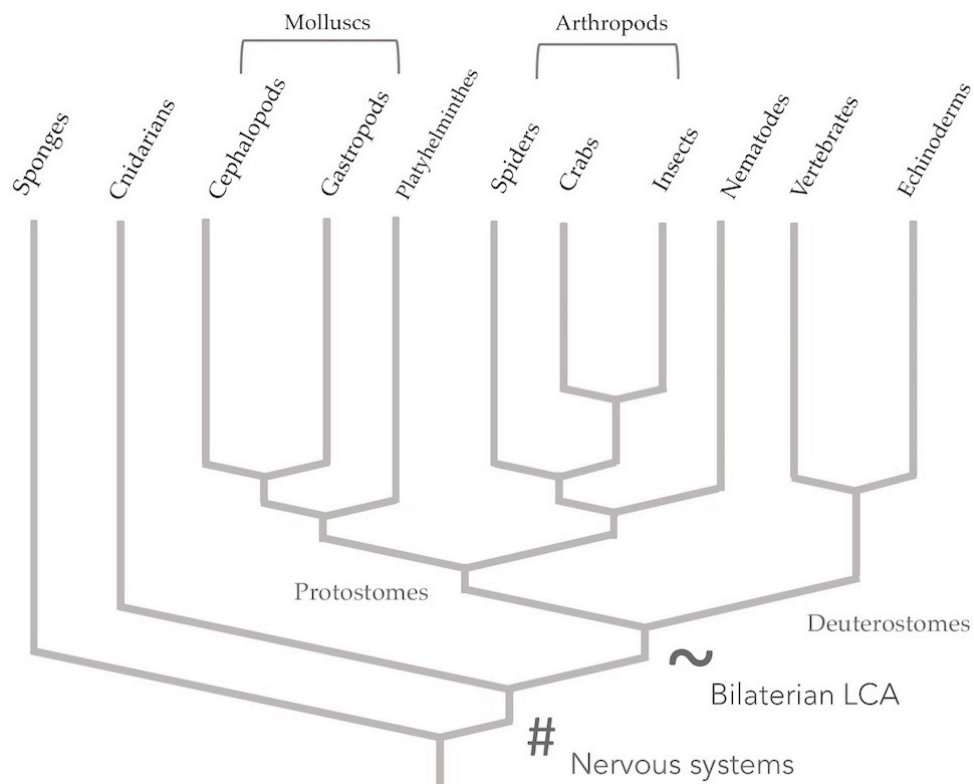 Molluscs
Arthropods
Sponges
Cnidarians
Cephalopods
Gastropods
Platyhelminthes
Spiders
Crabs
Insects
Nematodes
Vertebrates
Echinoderms
Protostomes
Deuterostomes
~
Bilaterian LCA
#
Nervous systems